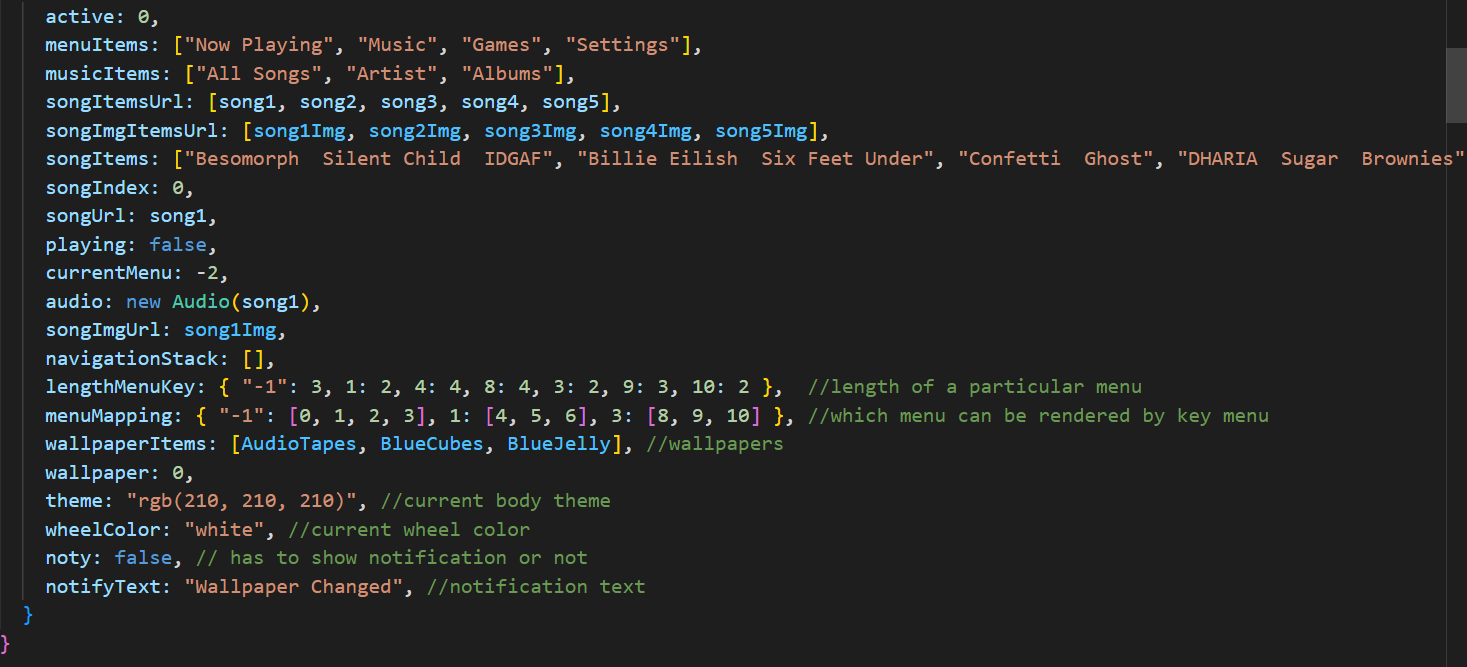 active: 0,
menuItems: ["Now Playing", "Music", "Games", "Settings"],
musicItems: ["All Songs", "Artist", "Albums"],
songItemsUrl: [song1, song2, song3, song4, song5],
songImgItemsUrl: [song1Img, song2Img, song3Img, song4Img, song5Img],
songItems: ["Besomorph  Silent Child  IDGAF", "Billie Eilish  Six Feet Under", "Confetti  Ghost", "DHARIA  Sugar  Brownies"
songIndex: 0,
songUrl: song1,
playing: false,
currentMenu: -2,
audio: new Audio(song1),
songImgUrl: song1Img,
navigationStack: [],
lengthMenuKey: { "-1": 3, 1: 2, 4: 4, 8: 4, 3: 2, 9: 3, 10: 2 },  //length of a particular menu
menuMapping: { "-1": [0, 1, 2, 3], 1: [4, 5, 6], 3: [8, 9, 10] }, //which menu can be rendered by key menu
wallpaperItems: [AudioTapes, BlueCubes, BlueJelly], //wallpapers
wallpaper: 0,
theme: "rgb(210, 210, 210)", //current body theme
wheelColor: "white", //current wheel color
noty: false, // has to show notification or not
notifyText: "Wallpaper Changed", //notification text
}
}